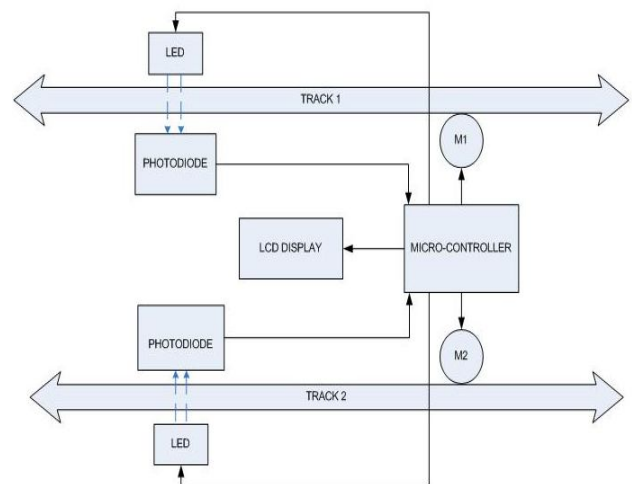 LED
TRACK 1
M1
PHOTODIODE
LCD DISPLAY
MICRO-CONTROLLER
PHOTODIODE
M2
TRACK 2
LED